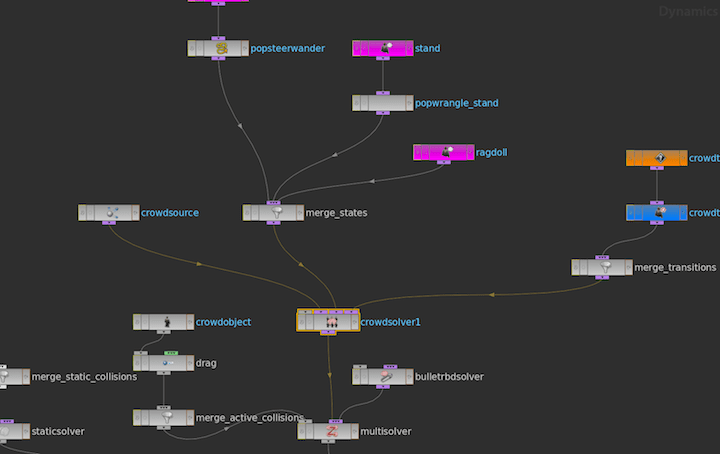 Dynamics
popsteerwander
stand
popwrangle_stand
ragdoll
crowdt
crowdsource
merge_states
crowdt
merge_transitions
crowdobject
crowdsolver1
drag
merge_static_collisions
bulletrbdsolver
merge_active_collisions
staticsolver
multisolver